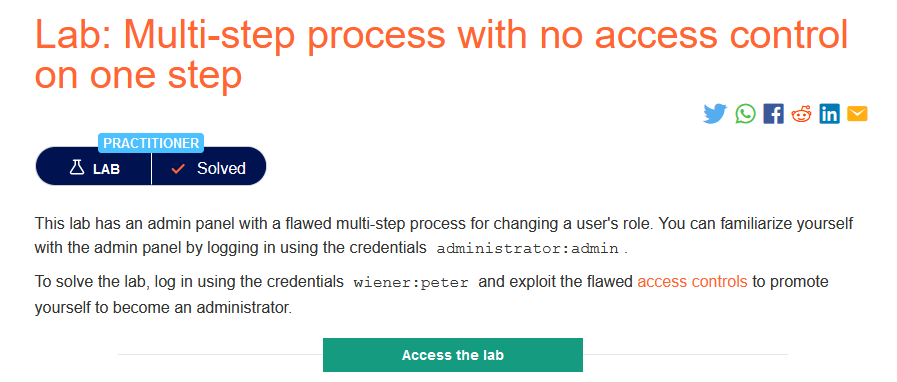 Lab: Multi-step process with no access control
on one step
PRACTITIONER
LAB
Solved
This lab has an admin panel with a flawed multi-step process for changing a user's role. You can familiarize yourself
with the admin panel by logging in using the credentials administrator:admin .
To solve the lab, log in using the credentials wiener:peter and exploit the flawed access controls to promote
yourself to become an administrator.
Access the lab